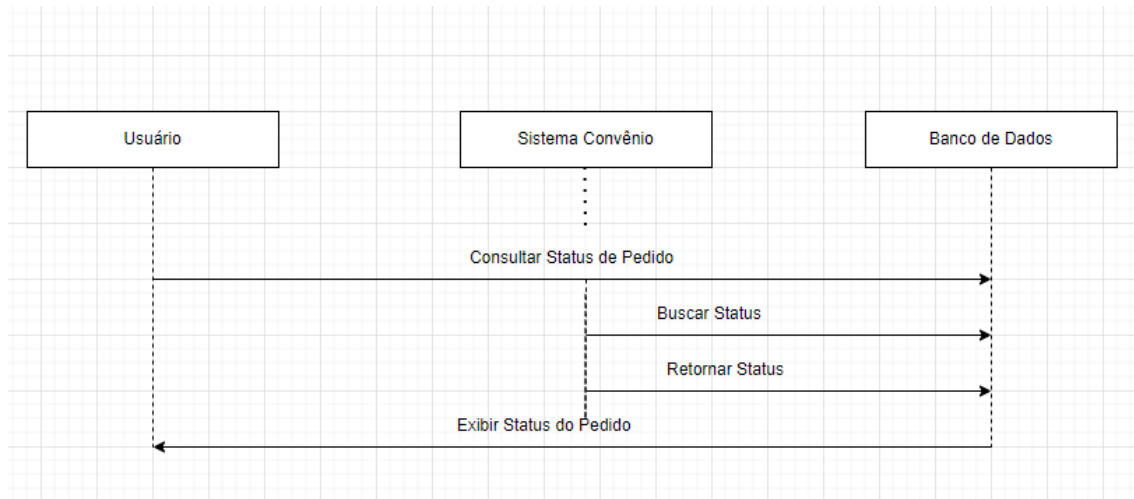 Usuário
Sistema Convênio
Banco de Dados
Consultar Status de Pedido
Buscar Status
Retornar Status
Exibir Status do Pedido